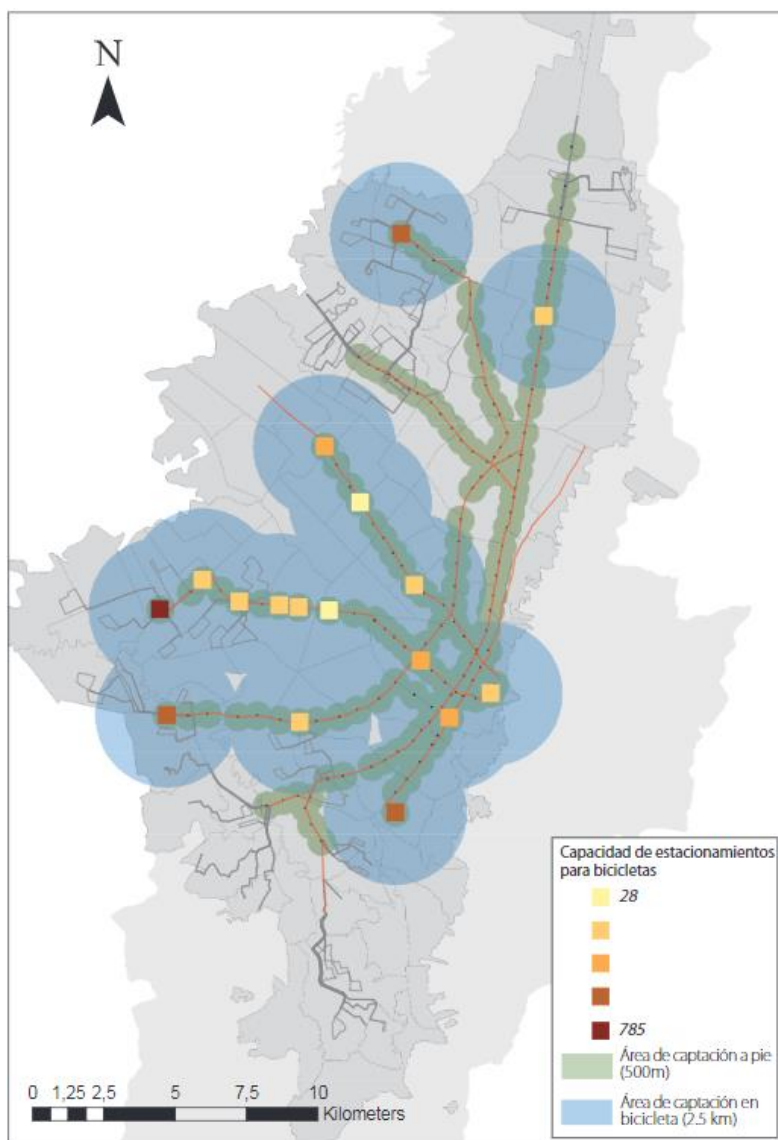 N
Capacidad de estacionamientos
para bicicletas
28
785
Área de captación a pie
(500m)
Área de captación en
bicicleta (2.5 km)
0 1,25 2,5 5 7,5 10
Kilometers